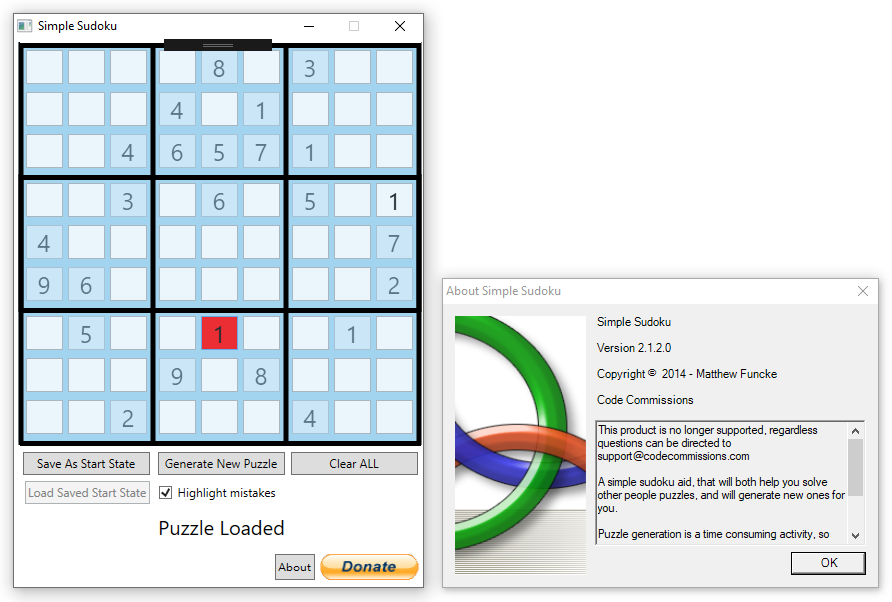 Simple Sudoku
8 3
4 1
4 6 5 7 1
3 6 5 1
4 7
9 6 2
5 1 1
9 8
2 4
Save As Start State Generate New Puzzle Clear ALL
Load Saved Start State Highlight mistakes
Puzzle Loaded
About Donate
About Simple Sudoku
Simple Sudoku
Version 2.1.2.0
Copyright © 2014 - Matthew Funcke
Code Commissions
This product is no longer supported, regardless
questions can be directed to
support@codecommissions.com
A simple sudoku aid, that will both help you solve
other people puzzles, and will generate new ones for
you.
Puzzle generation is a time consuming activity, so
OK